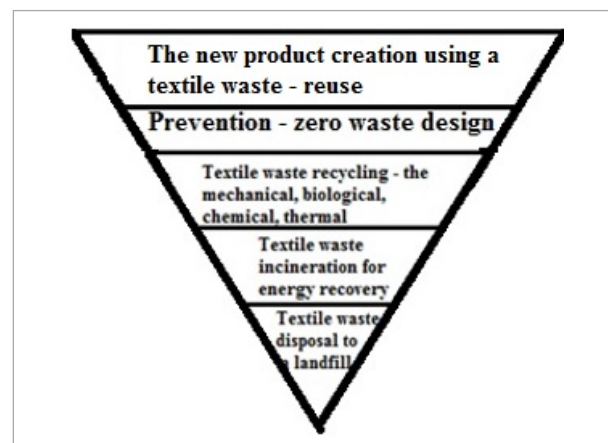 The new product creation using a
textile waste - reuse
Prevention - zero waste design
Textile waste recycling - the
mechanical, biological,
chemical, thermal
Textile waste
incineration for
energy recovery
Textile waste
disposal to
a landfill